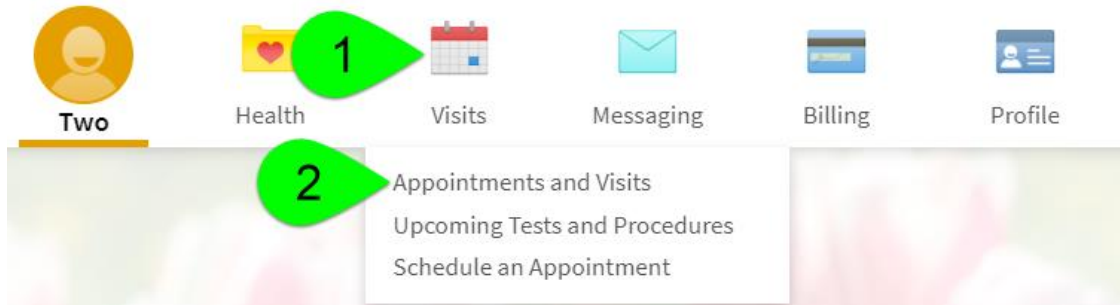 1
Two Health Visits Messaging Billing Profile
2
Appointments and Visits
Upcoming Tests and Procedures
Schedule an Appointment